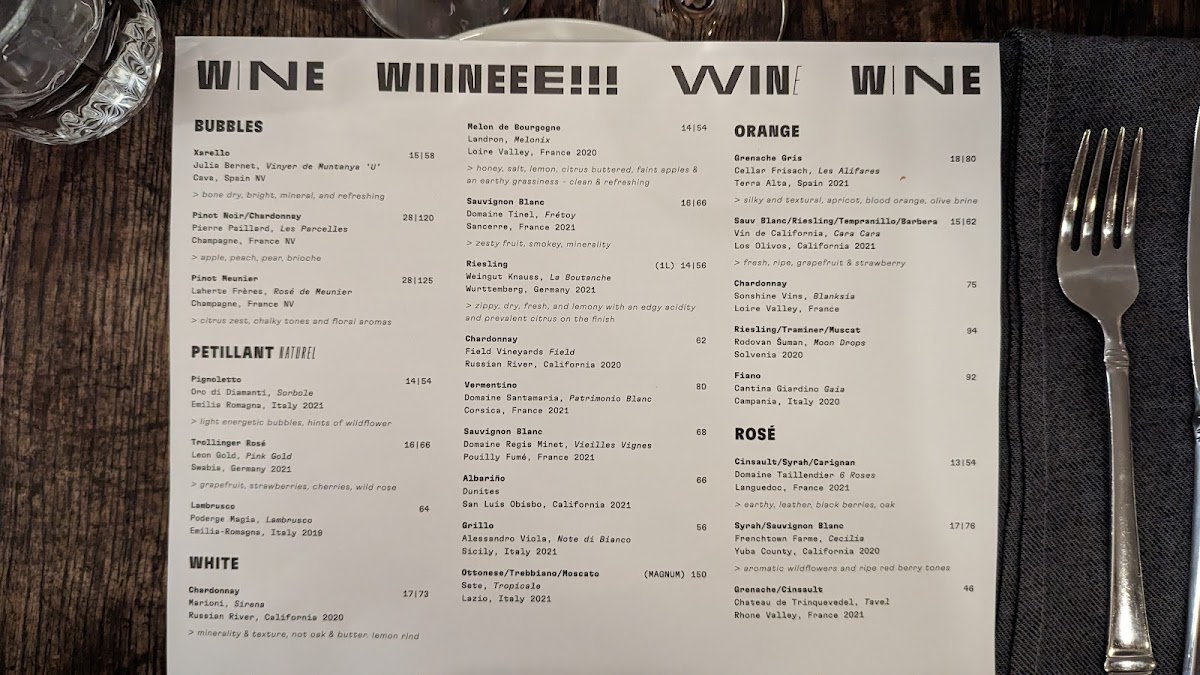 WINE WIIINEEE!!! WINE WINE
BUBBLES
Xarello 15|58
Julia Bernet, Vinyer de Muntanya 'U'
Cava, Spain NV
> bone dry, bright, mineral, and refreshing
Pinot Noir/Chardonnay 28|120
Pierre Paillard, Les Parcelles
Champagne, France NV
> apple, peach, pear, brioche
Pinot Meunier 28|125
Laherte Frères, Rosé de Meunier
Champagne, France NV
> citrus zest, chalky tones and floral aromas
PETILLANT NATUREL
Pignoletto 14|54
Oro di Diamanti, Sorbole
Emilia Romagna, Italy 2021
> light energetic bubbles, hints of wildflower
Trollinger Rosé 16|66
Leon Gold, Pink Gold
Swabia, Germany 2021
> grapefruit, strawberries, cherries, wild rose
Lambrusco 64
Poderge Magia, Lambrusco
Emilia-Romagna, Italy 2019
WHITE
Chardonnay 17|73
Marioni, Sirena
Russian River, California 2020
> minerality & texture, not oak & butter. lemon rind
Melon de Bourgogne 14|54
Landron, Melonix
Loire Valley, France 2020
> honey, salt, lemon, citrus buttered, faint apples &
an earthy grassiness - clean & refreshing
Sauvignon Blanc 16|66
Domaine Tinel, Frétoy
Sancerre, France 2021
> zesty fruit, smokey, minerality
Riesling (1L) 14|56
Weingut Knauss, La Boutanche
Wurttemberg, Germany 2021
> zippy, dry, fresh, and lemony with an edgy acidity
and prevalent citrus on the finish
Chardonnay 62
Field Vineyards Field
Russian River, California 2020
Vermentino 80
Domaine Santamaria, Patrimonio Blanc
Corsica, France 2021
Sauvignon Blanc 68
Domaine Regis Minet, Vieilles Vignes
Pouilly Fumé, France 2021
Albariño 66
Dunites
San Luis Obisbo, California 2021
Grillo 56
Alessandro Viola, Note di Bianco
Sicily, Italy 2021
Ottonese/Trebbiano/Moscato (MAGNUM) 150
Sete, Tropicale
Lazio, Italy 2021
ORANGE
Grenache Gris 18|80
Cellar Frisach, Les Alifares
Terra Alta, Spain 2021
> silky and textural, apricot, blood orange, olive brine
Sauv Blanc/Riesling/Tempranillo/Barbera 15|62
Vin de California, Cara Cara
Los Olivos, California 2021
> fresh, ripe, grapefruit & strawberry
Chardonnay 75
Sonshine Vins, Blanksia
Loire Valley, France
Riesling/Traminer/Muscat 94
Rodovan Šuman, Moon Drops
Solvenia 2020
Fiano 92
Cantina Giardino Gaia
Campania, Italy 2020
ROSÉ
Cinsault/Syrah/Carignan 13|54
Domaine Taillendier 6 Roses
Languedoc, France 2021
> earthy, leather, black berries, oak
Syrah/Sauvignon Blanc 17|76
Frenchtown Farme, Cecilia
Yuba County, California 2020
> aromatic wildflowers and ripe red berry tones
Grenache/Cinsault 46
Chateau de Trinquevedel, Tavel
Rhone Valley, France 2021